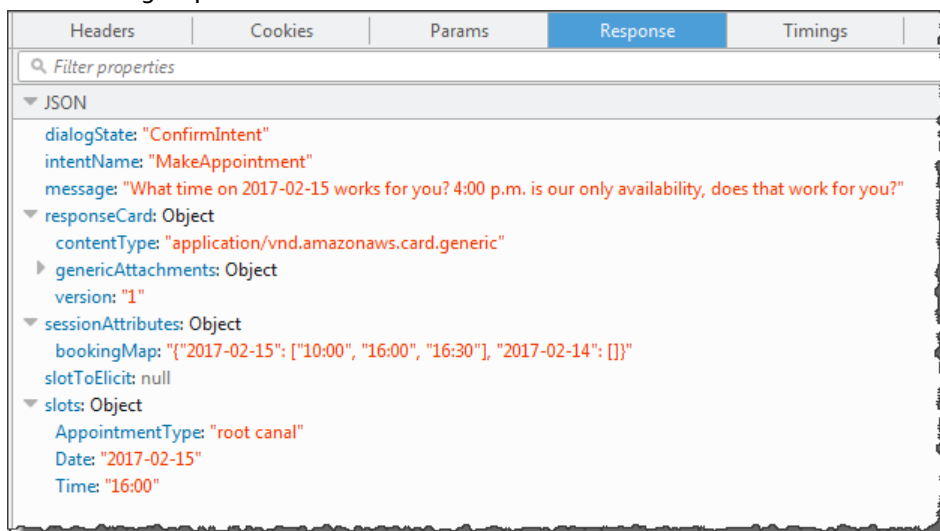 Headers Cookies Params Response Timings
Filter properties
JSON
dialogState: "ConfirmIntent"
intentName: "MakeAppointment"
message: "What time on 2017-02-15 works for you? 4:00 p.m. is our only availability, does that work for you?"
responseCard: Object
contentType: "application/vnd.amazonaws.card.generic"
genericAttachments: Object
version: "1"
sessionAttributes: Object
bookingMap: "{"2017-02-15": ["10:00", "16:00", "16:30"], "2017-02-14": []}"
slotToElicit: null
slots: Object
AppointmentType: "root canal"
Date: "2017-02-15"
Time: "16:00"